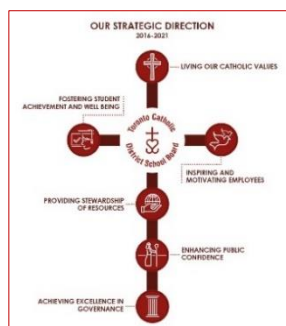 OUR STRATEGIC DIRECTION
2016-2021
LIVING OUR CATHOLIC VALUES
FOSTERING STUDENT
ACHIEVEMENT AND WELL BEING
Toronto Catholic
District School Board
INSPIRING AND
MOTIVATING EMPLOYEES
PROVIDING STEWARDSHIP
OF RESOURCES
ENHANCING PUBLIC
CONFIDENCE
ACHIEVING EXCELLENCE IN
GOVERNANCE